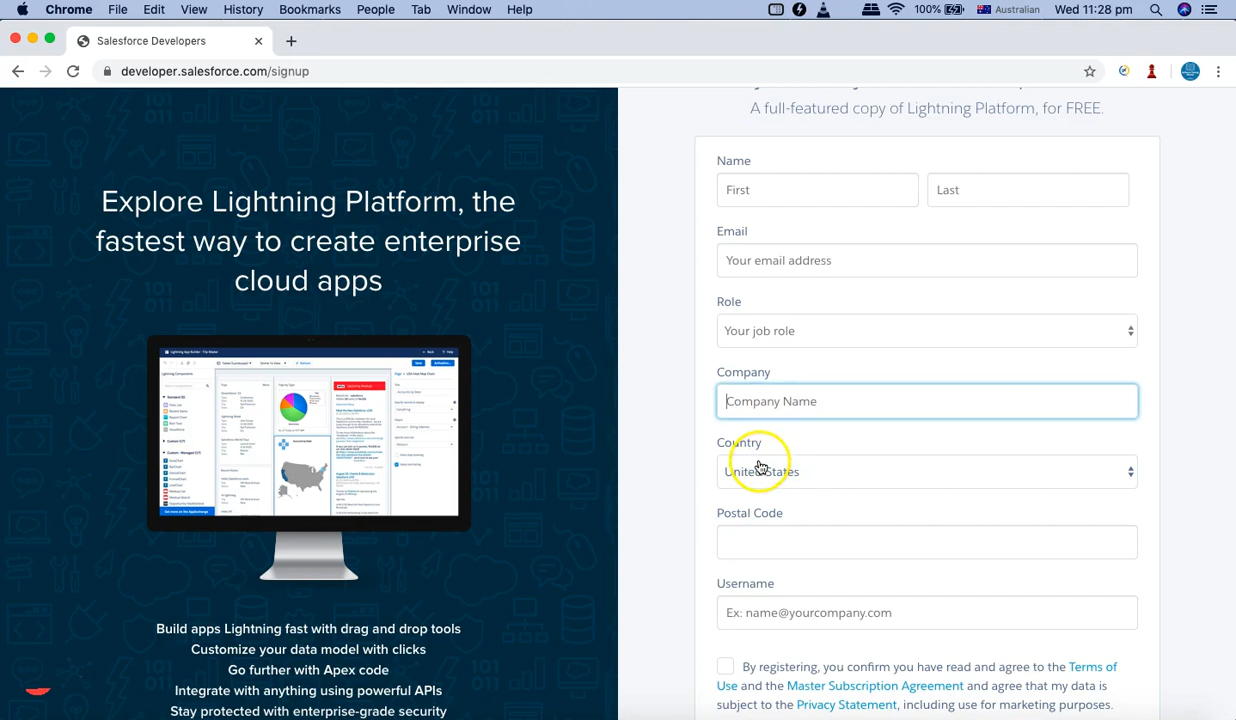 Chrome File Edit View History Bookmarks People Tab Window Help
100% Australian Wed 11:28 pm
Salesforce Developers
developer.salesforce.com/signup
A full-featured copy of Lightning Platform, for FREE.
Explore Lightning Platform, the
fastest way to create enterprise
cloud apps
Build apps Lightning fast with drag and drop tools
Customize your data model with clicks
Go further with Apex code
Integrate with anything using powerful APIs
Stay protected with enterprise-grade security
Name
First
Last
Email
Your email address
Role
Your job role
Company
Company Name
Country
United States
Postal Code
Username
Ex: name@yourcompany.com
By registering, you confirm you have read and agree to the Terms of
Use and the Master Subscription Agreement and agree that my data is
subject to the Privacy Statement, including use for marketing purposes.